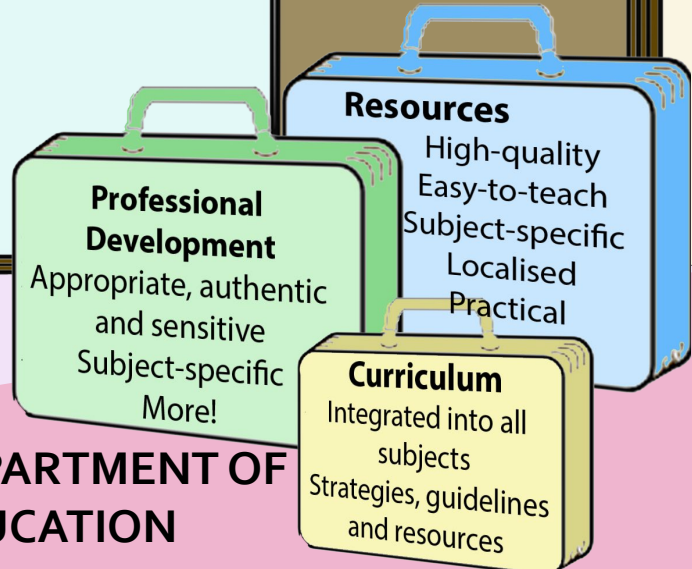 Resources
High-quality
Easy-to-teach
Subject-specific
Localised
Practical
Professional
Development
Appropriate, authentic
and sensitive
Subject-specific
More!
Curriculum
Integrated into all
subjects
Strategies, guidelines
and resources
PARTMENT OF
UCATION